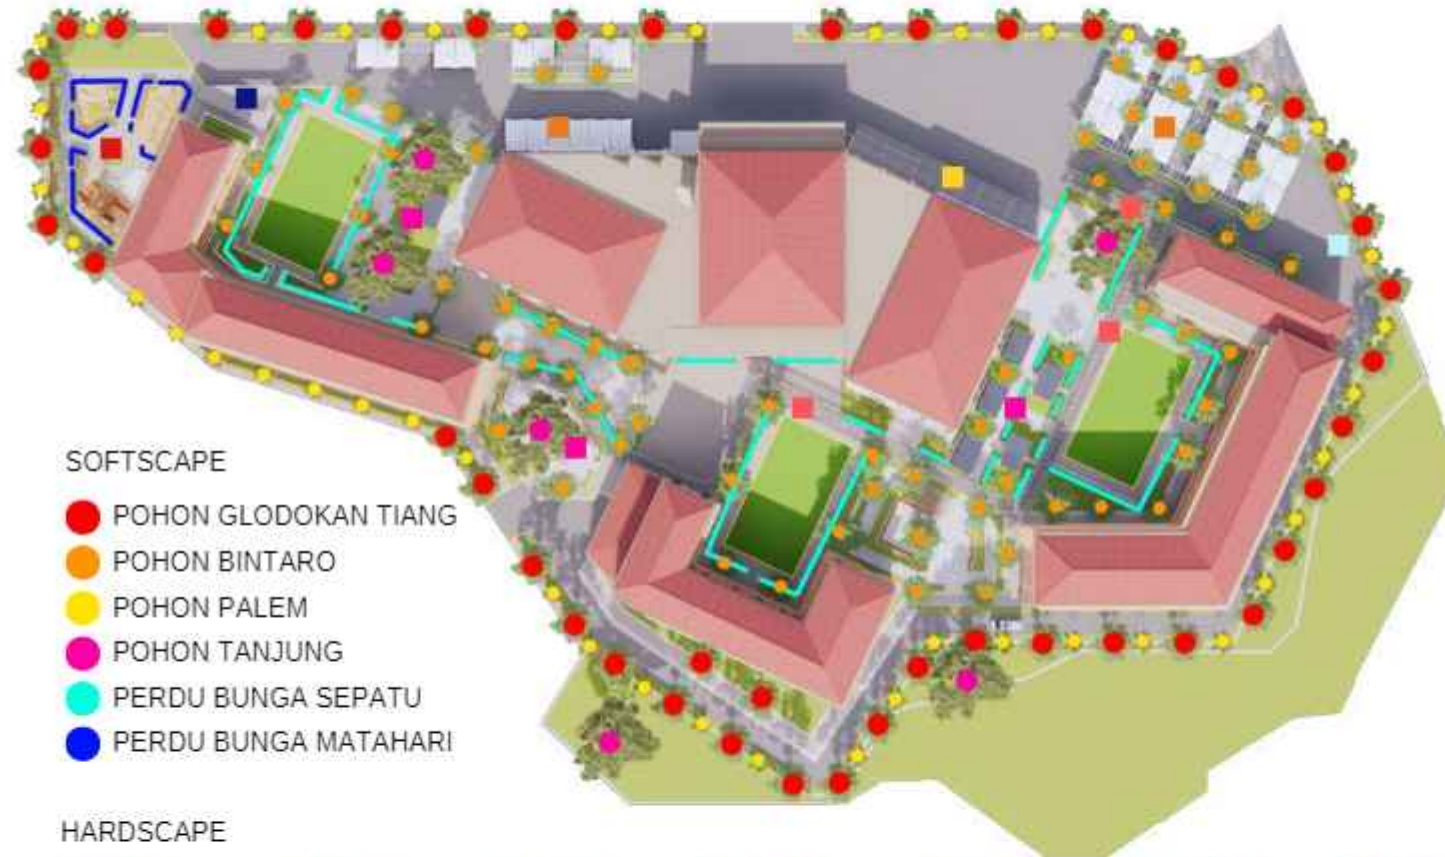 SOFTSCAPE
POHON GLODOKAN TIANG
POHON BINTARO
POHON PALEM
POHON TANJUNG
PERDU BUNGA SEPATU
PERDU BUNGA MATAHARI
HARDSCAPE